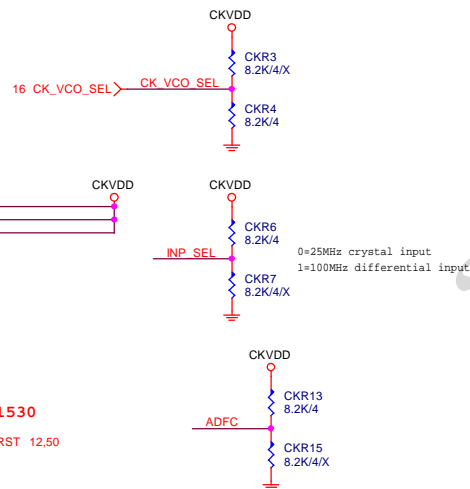 CKVDD
CKR3
8.2K/4/X
16 CK_VCO_SEL
CK_VCO_SEL
CKR4
8.2K/4
CKVDD
CKVDD
CKR6
8.2K/4
INP_SEL
0=25MHz crystal input
1=100MHz differential input
CKR7
8.2K/4/X
CKVDD
CKR13
8.2K/4
ADFC
CKR15
8.2K/4/X
1530
RST 12,50